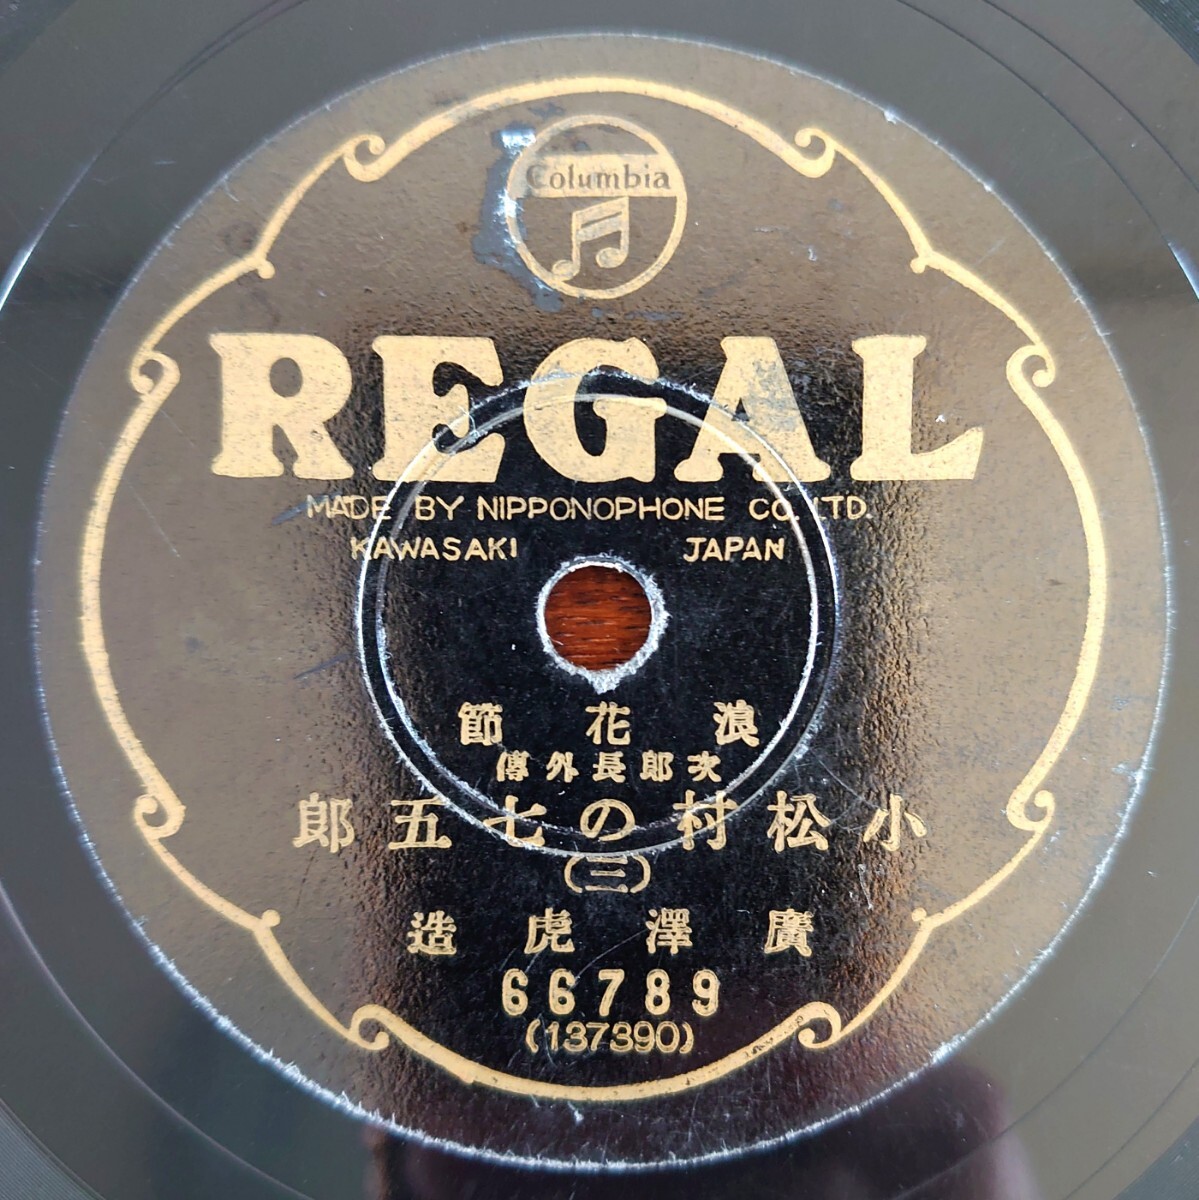 Columbia
REGAL
MADE BY NIPPONOPHONE CO. LTD.
KAWASAKI JAPAN
浪花節
次郎長外傳
小松村の七五郎
(三)
廣澤虎造
66789
(137390)